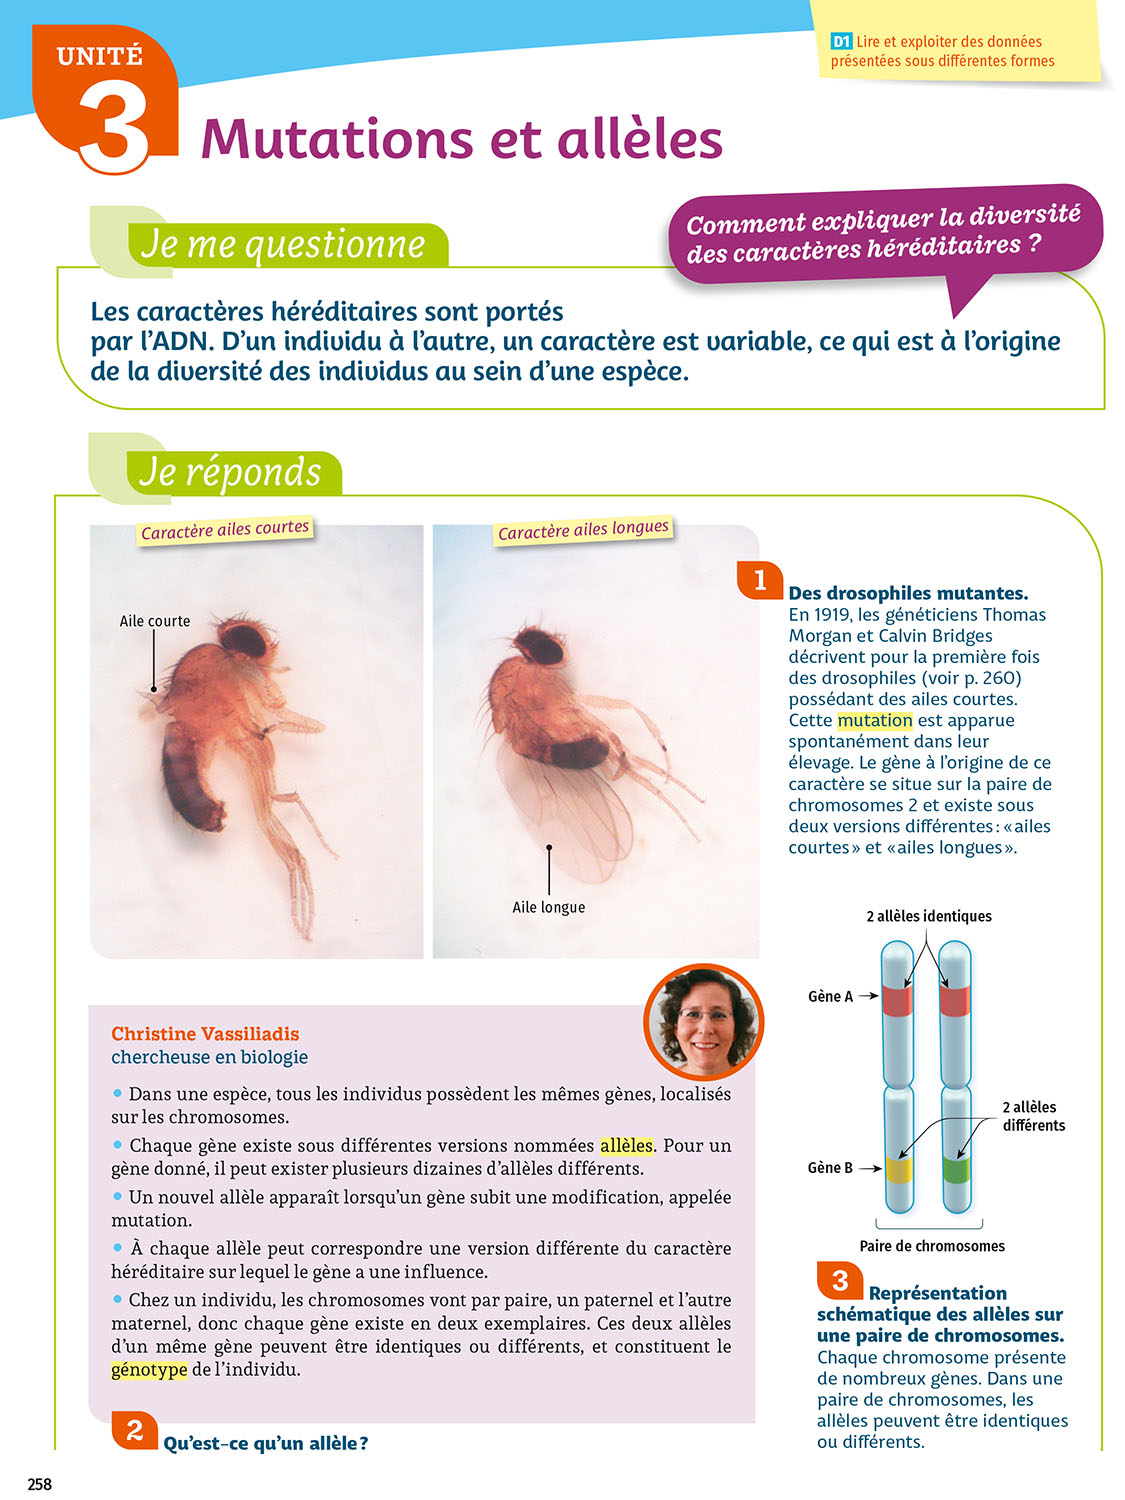 UNITÉ
3
D1 Lire et exploiter des données
présentées sous différentes formes
Mutations et allèles
Je me questionne
Comment expliquer la diversité
des caractères héréditaires ?
Les caractères héréditaires sont portés
par l'ADN. D'un individu à l'autre, un caractère est variable, ce qui est à l'origine
de la diversité des individus au sein d'une espèce.
Je réponds
Caractère ailes courtes
Aile courte
Caractère ailes longues
Aile longue
1
Des drosophiles mutantes.
En 1919, les généticiens Thomas
Morgan et Calvin Bridges
décrivent pour la première fois
des drosophiles (voir p. 260)
possédant des ailes courtes.
Cette mutation est apparue
spontanément dans leur
élevage. Le gène à l'origine de ce
caractère se situe sur la paire de
chromosomes 2 et existe sous
deux versions différentes : « ailes
courtes » et « ailes longues ».
Christine Vassiliadis
chercheuse en biologie
• Dans une espèce, tous les individus possèdent les mêmes gènes, localisés
sur les chromosomes.
• Chaque gène existe sous différentes versions nommées allèles. Pour un
gène donné, il peut exister plusieurs dizaines d'allèles différents.
• Un nouvel allèle apparaît lorsqu'un gène subit une modification, appelée
mutation.
• À chaque allèle peut correspondre une version différente du caractère
héréditaire sur lequel le gène a une influence.
• Chez un individu, les chromosomes vont par paire, un paternel et l'autre
maternel, donc chaque gène existe en deux exemplaires. Ces deux allèles
d'un même gène peuvent être identiques ou différents, et constituent le
génotype de l'individu.
2 Qu'est-ce qu'un allèle ?
2 allèles identiques
Gène A
2 allèles
différents
Gène B
Paire de chromosomes
3 Représentation
schématique des allèles sur
une paire de chromosomes.
Chaque chromosome présente
de nombreux gènes. Dans une
paire de chromosomes, les
allèles peuvent être identiques
ou différents.
258